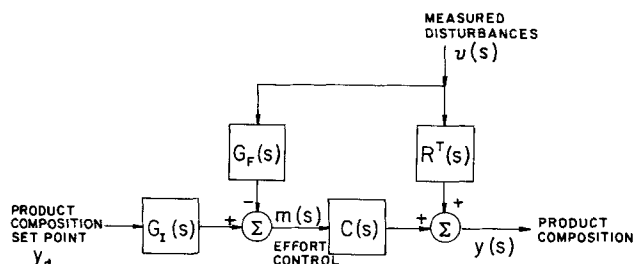 MEASURED
DISTURBANCES
υ(s)
G_F(s)
R^T(s)
PRODUCT
COMPOSITION
SET POINT
y_d
G_I(s)
+
-
Σ
m(s)
EFFORT
CONTROL
C(s)
+
+
Σ
y(s)
PRODUCT
COMPOSITION